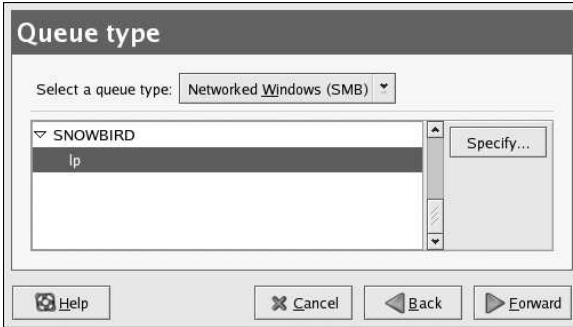 Queue type
Select a queue type: Networked Windows (SMB)
SNOWBIRD
lp
Specify...
Help
Cancel
Back
Forward